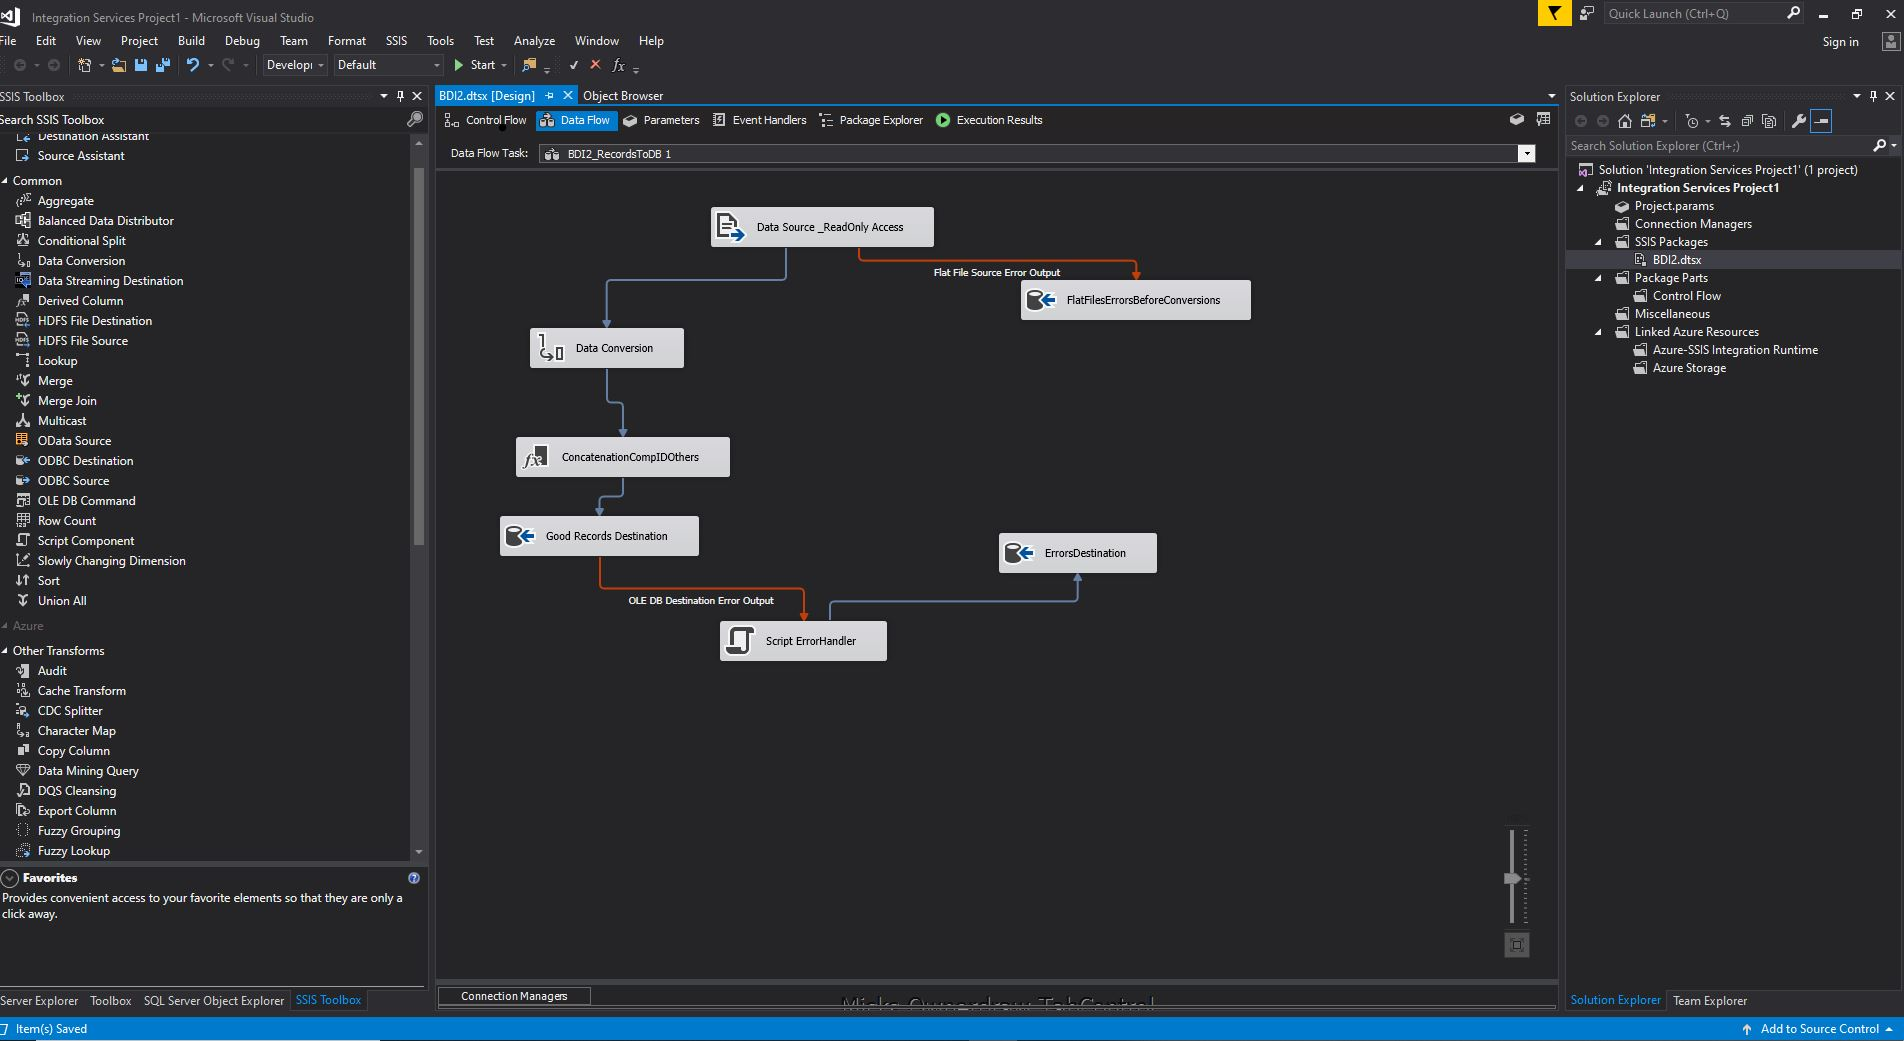 Integration Services Project1 - Microsoft Visual Studio
Quick Launch (Ctrl+Q)
File Edit View Project Build Debug Team Format SSIS Tools Test Analyze Window Help
Sign in
Develop Default Start
SSIS Toolbox
Search SSIS Toolbox
Destination Assistant
Source Assistant
Common
Aggregate
Balanced Data Distributor
Conditional Split
Data Conversion
Data Streaming Destination
Derived Column
HDFS File Destination
HDFS File Source
Lookup
Merge
Merge Join
Multicast
OData Source
ODBC Destination
ODBC Source
OLE DB Command
Row Count
Script Component
Slowly Changing Dimension
Sort
Union All
Azure
Other Transforms
Audit
Cache Transform
CDC Splitter
Character Map
Copy Column
Data Mining Query
DQS Cleansing
Export Column
Fuzzy Grouping
Fuzzy Lookup
Favorites
Provides convenient access to your favorite elements so that they are only a
click away.
Server Explorer Toolbox SQL Server Object Explorer SSIS Toolbox
BDI2.dtsx [Design] Object Browser
Control Flow Data Flow Parameters Event Handlers Package Explorer Execution Results
Data Flow Task: BDI2_RecordsToDB 1
Data Source _ReadOnly Access
Flat File Source Error Output
FlatFilesErrorsBeforeConversions
Data Conversion
ConcatenationCompIDOthers
Good Records Destination
ErrorsDestination
OLE DB Destination Error Output
Script ErrorHandler
Connection Managers
Solution Explorer
Search Solution Explorer (Ctrl+;)
Solution 'Integration Services Project1' (1 project)
Integration Services Project1
Project.params
Connection Managers
SSIS Packages
BDI2.dtsx
Package Parts
Control Flow
Miscellaneous
Linked Azure Resources
Azure-SSIS Integration Runtime
Azure Storage
Solution Explorer Team Explorer
Item(s) Saved
Add to Source Control